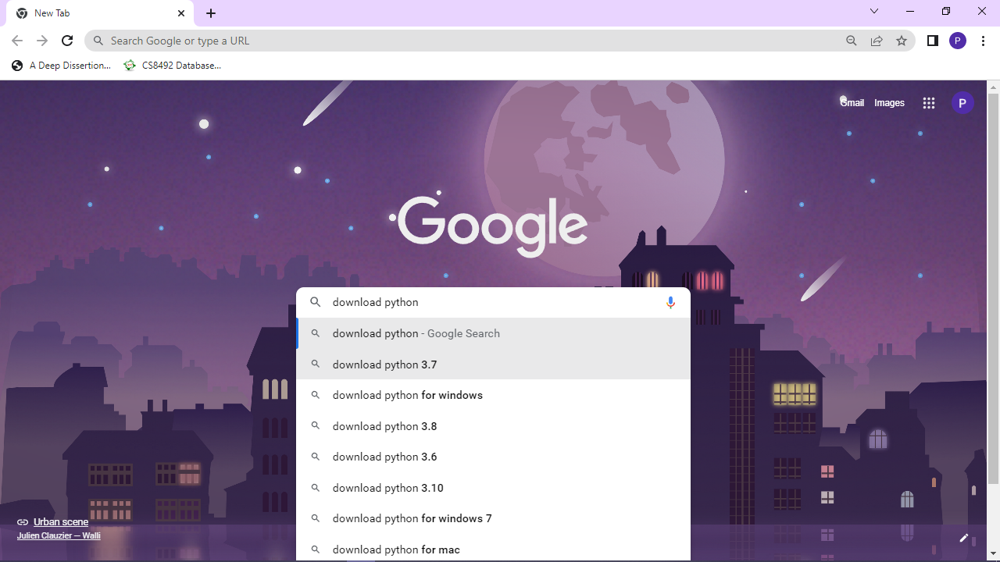 New Tab
Search Google or type a URL
P
A Deep Dissertion...
CS8492 Database...
Gmail
Images
P
Google
download python
download python - Google Search
download python 3.7
download python for windows
download python 3.8
download python 3.6
download python 3.10
download python for windows 7
download python for mac
Urban scene
Julien Clauzier — Walli